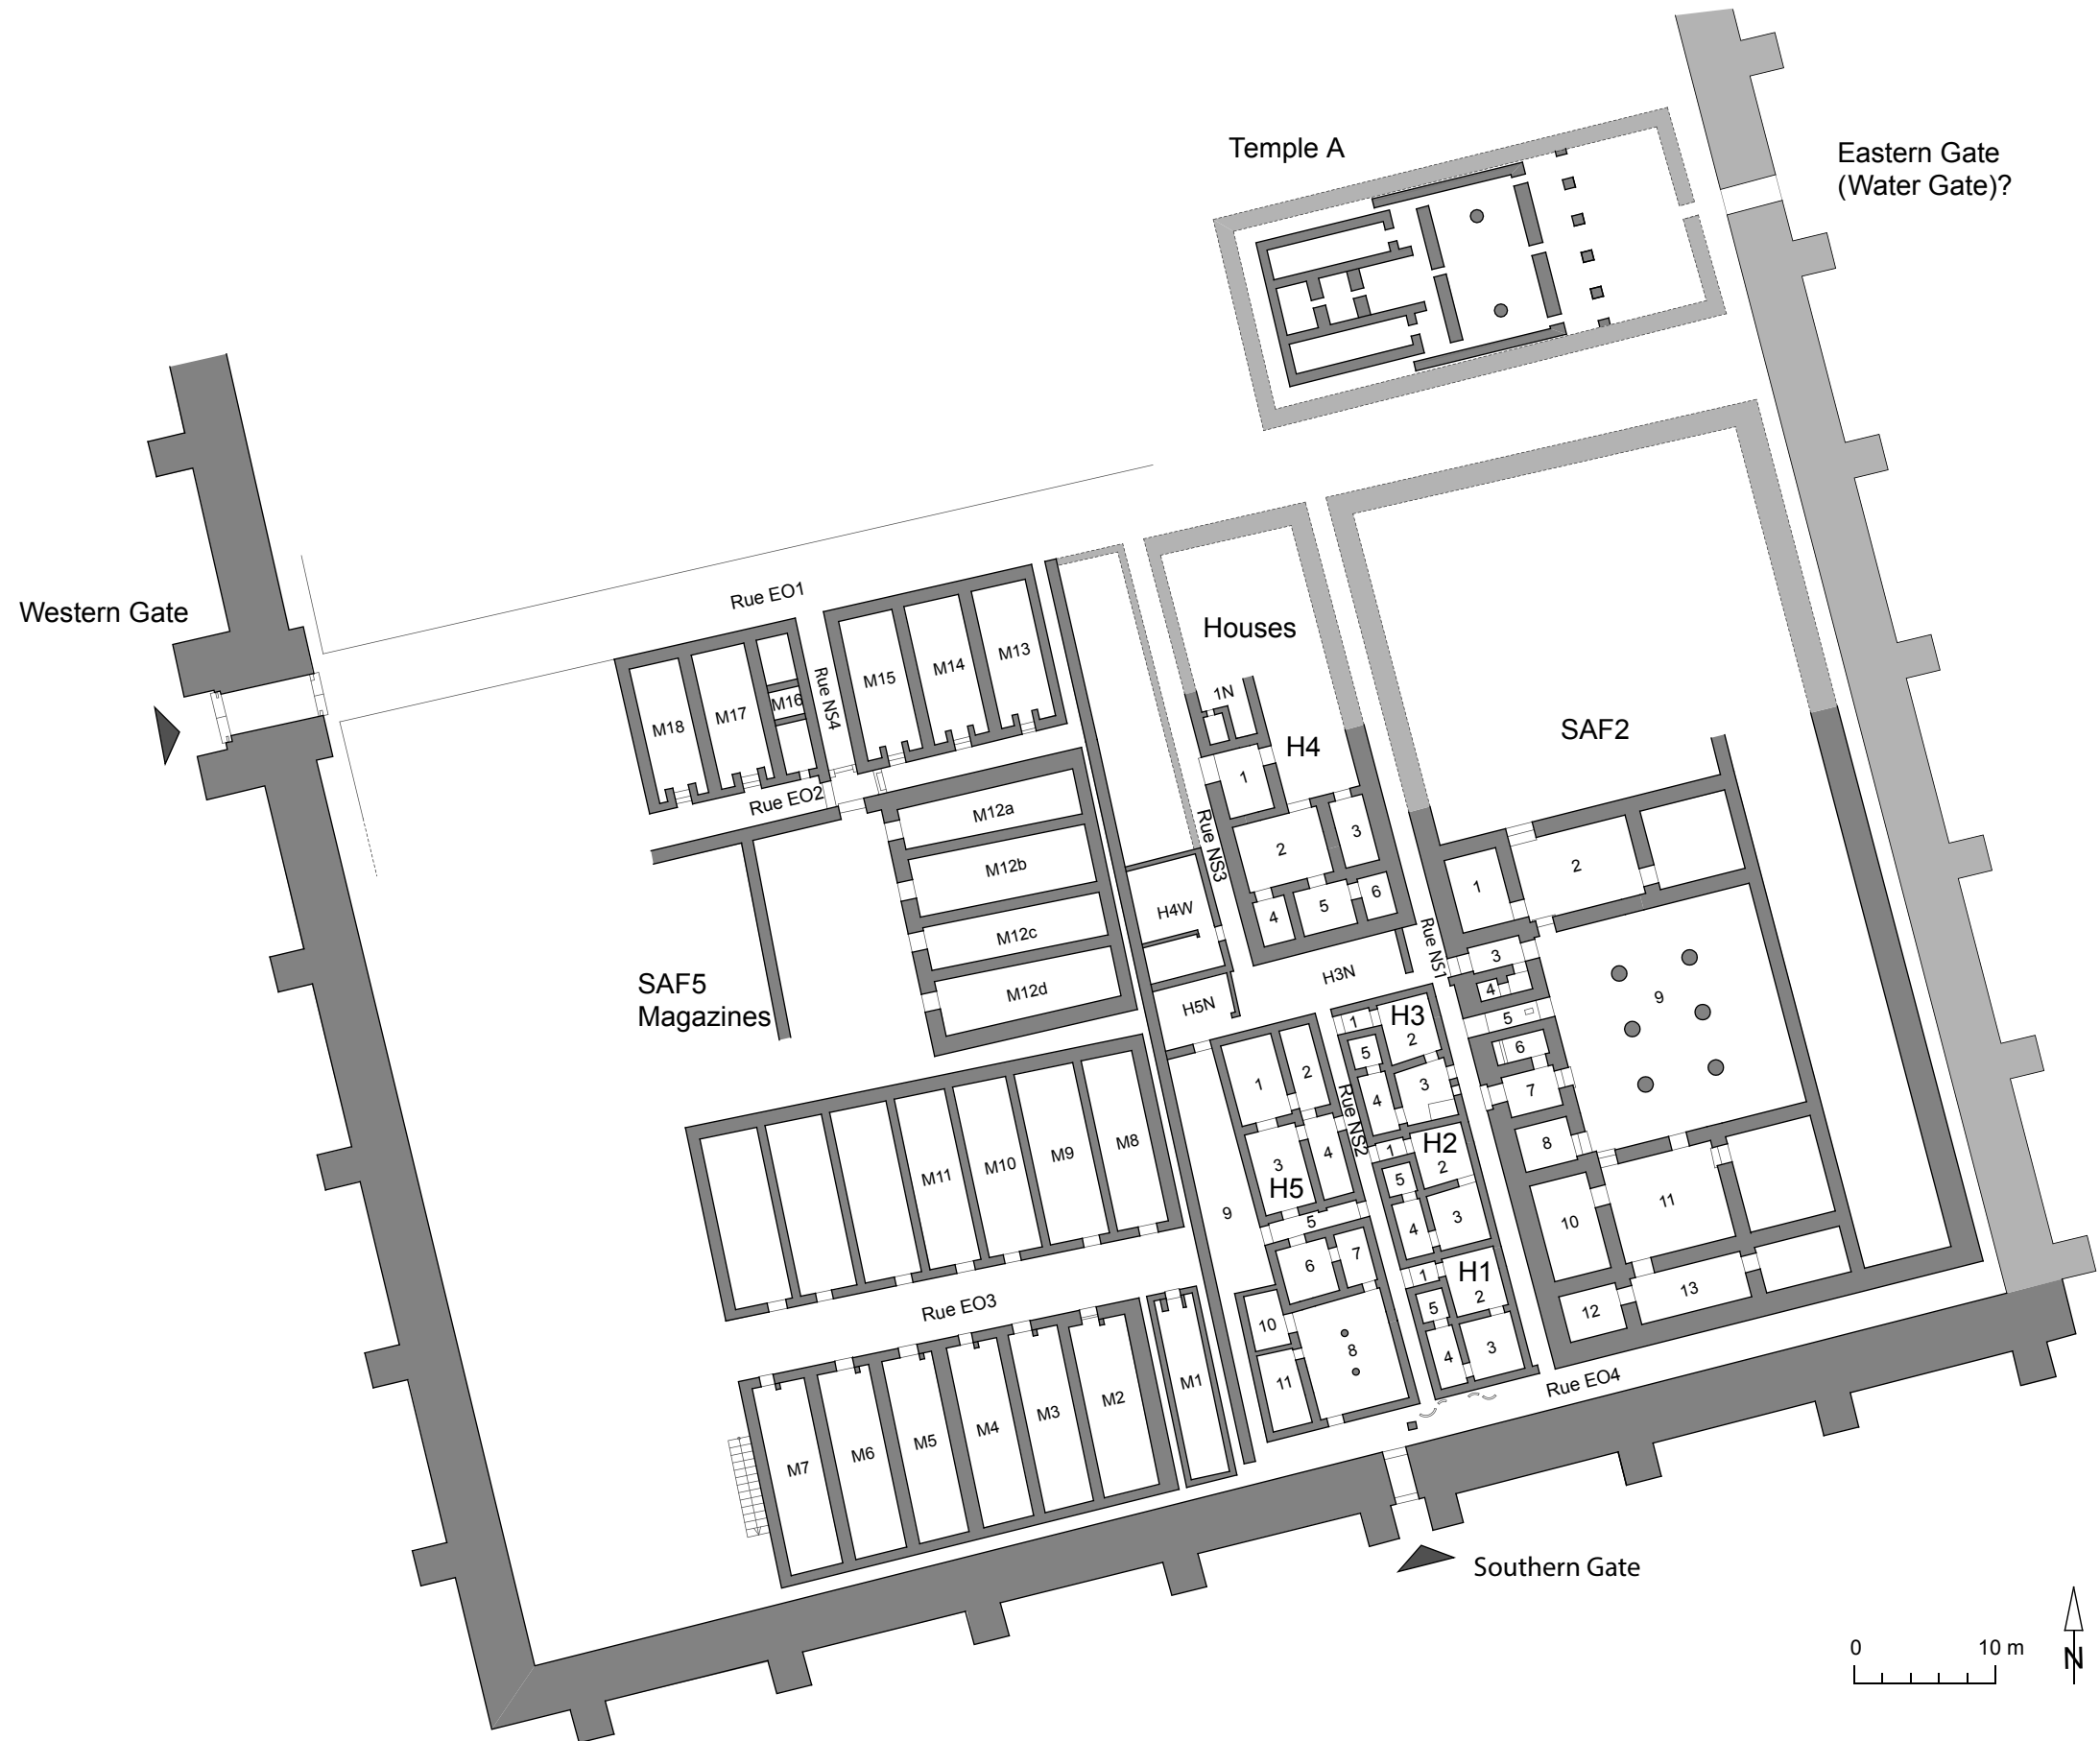 Temple A
Eastern Gate
(Water Gate)?
Western Gate
Rue EO1
Houses
M18
M17
M16
Rue NS4
M15
M14
M13
1N
H4
1
2
3
4
5
6
SAF2
Rue EO2
M12a
M12b
M12c
M12d
Rue NS3
H4W
H5N
H3N
Rue NS1
1
2
3
4
5
6
7
8
9
10
11
12
13
SAF5
Magazines
M11
M10
M9
M8
H3
1
2
3
4
5
Rue NS2
H2
1
2
3
4
5
H1
1
2
3
4
5
H5
1
2
3
4
5
6
7
8
9
10
11
Rue EO3
M7
M6
M5
M4
M3
M2
M1
Rue EO4
Southern Gate
0 10 m
N